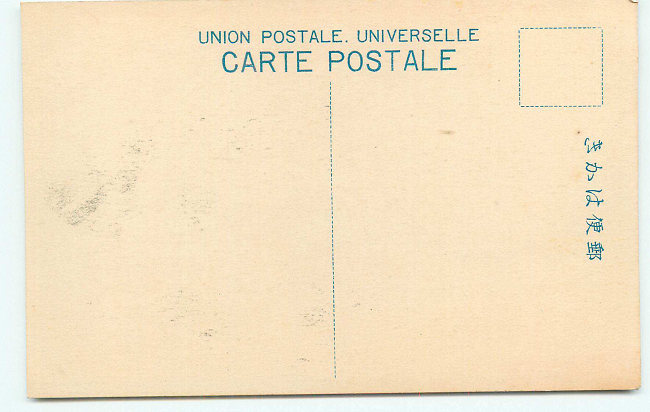 UNION POSTALE. UNIVERSELLE
CARTE POSTALE
郵便はかき